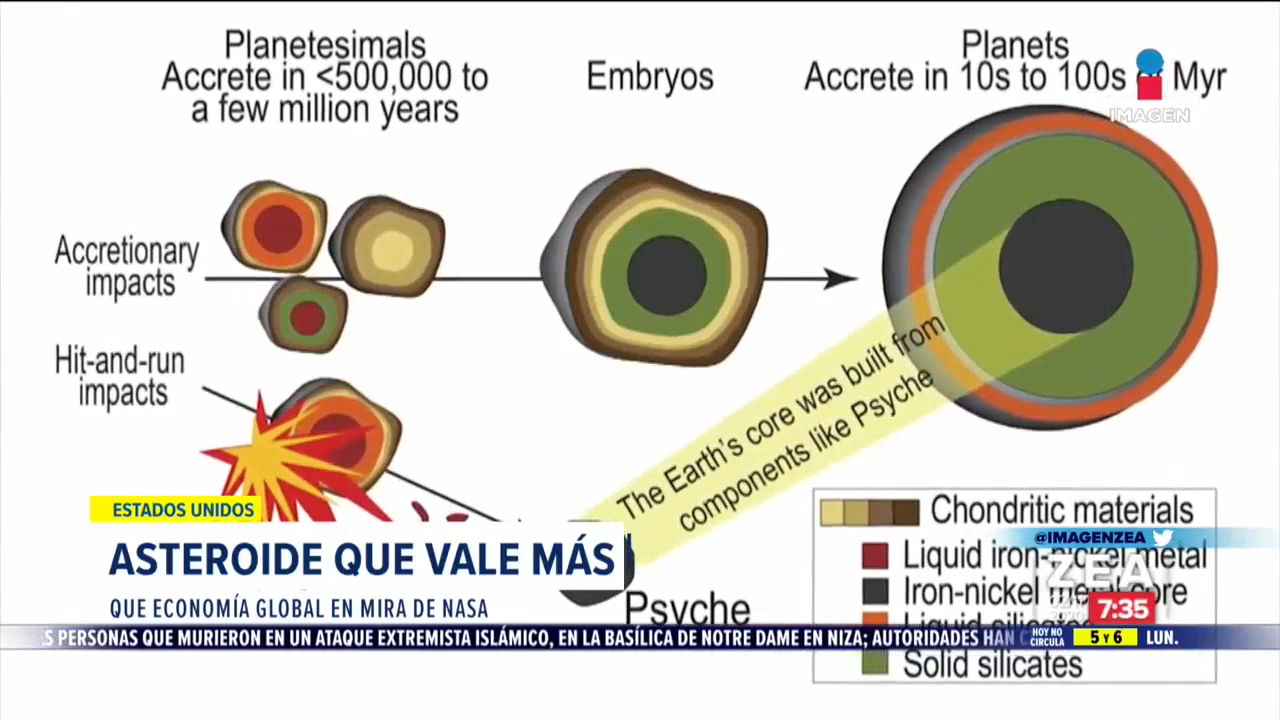 Planetesimals
Accrete in <500,000 to
a few million years
Embryos
Planets
Accrete in 10s to 100s of Myr
IMAGEN
Accretionary
impacts
Hit-and-run
impacts
The Earth's core was built from
components like Psyche
Psyche
Chondritic materials
Liquid iron-nickel metal
Iron-nickel metal core
Liquid silicates
Solid silicates
@IMAGENZEA
ZEA
7:35
ESTADOS UNIDOS
ASTEROIDE QUE VALE MÁS
QUE ECONOMÍA GLOBAL EN MIRA DE NASA
S PERSONAS QUE MURIERON EN UN ATAQUE EXTREMISTA ISLÁMICO, EN LA BASÍLICA DE NOTRE DAME EN NIZA; AUTORIDADES HAN
HOY NO
CIRCULA
5 Y 6
LUN.